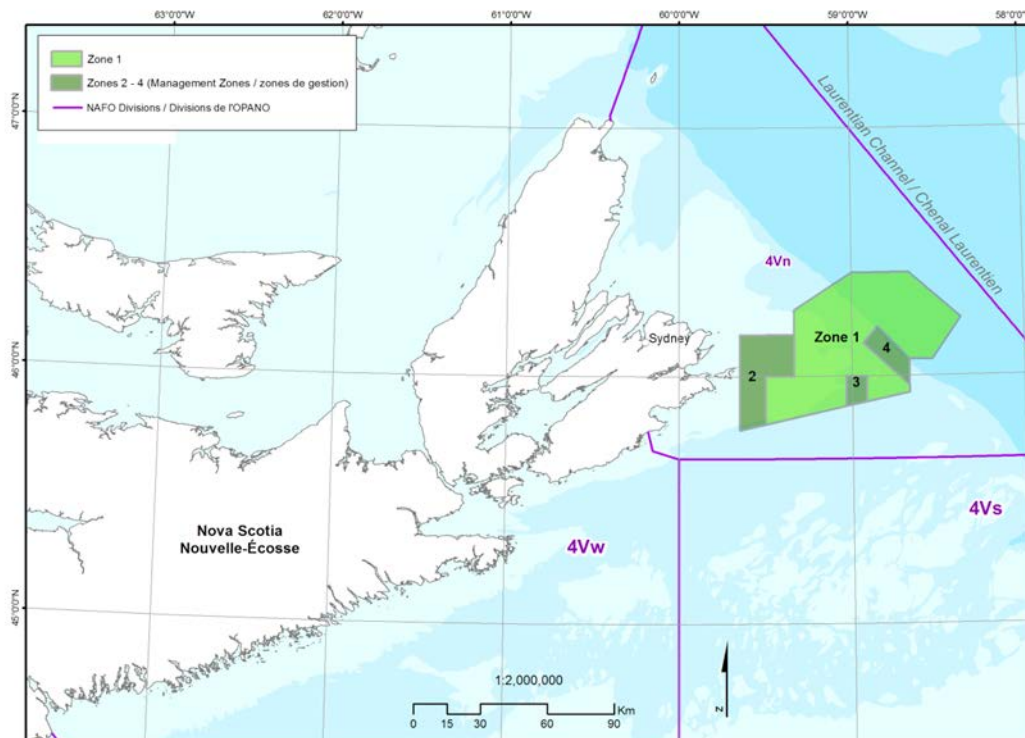 63°0'0"W 62°0'0"W 61°0'0"W 60°0'0"W 59°0'0"W 58°0'0"W
Zone 1
Zones 2 - 4 (Management Zones / zones de gestion)
NAFO Divisions / Divisions de l'OPANO
47°0'0"N
Laurentian Channel / Chenal Laurentien
4Vn
Sydney
Zone 1
4
46°0'0"N
2
3
4Vs
Nova Scotia
Nouvelle-Écosse
4Vw
45°0'0"N
1:2,000,000
Km
0 15 30 60 90
N